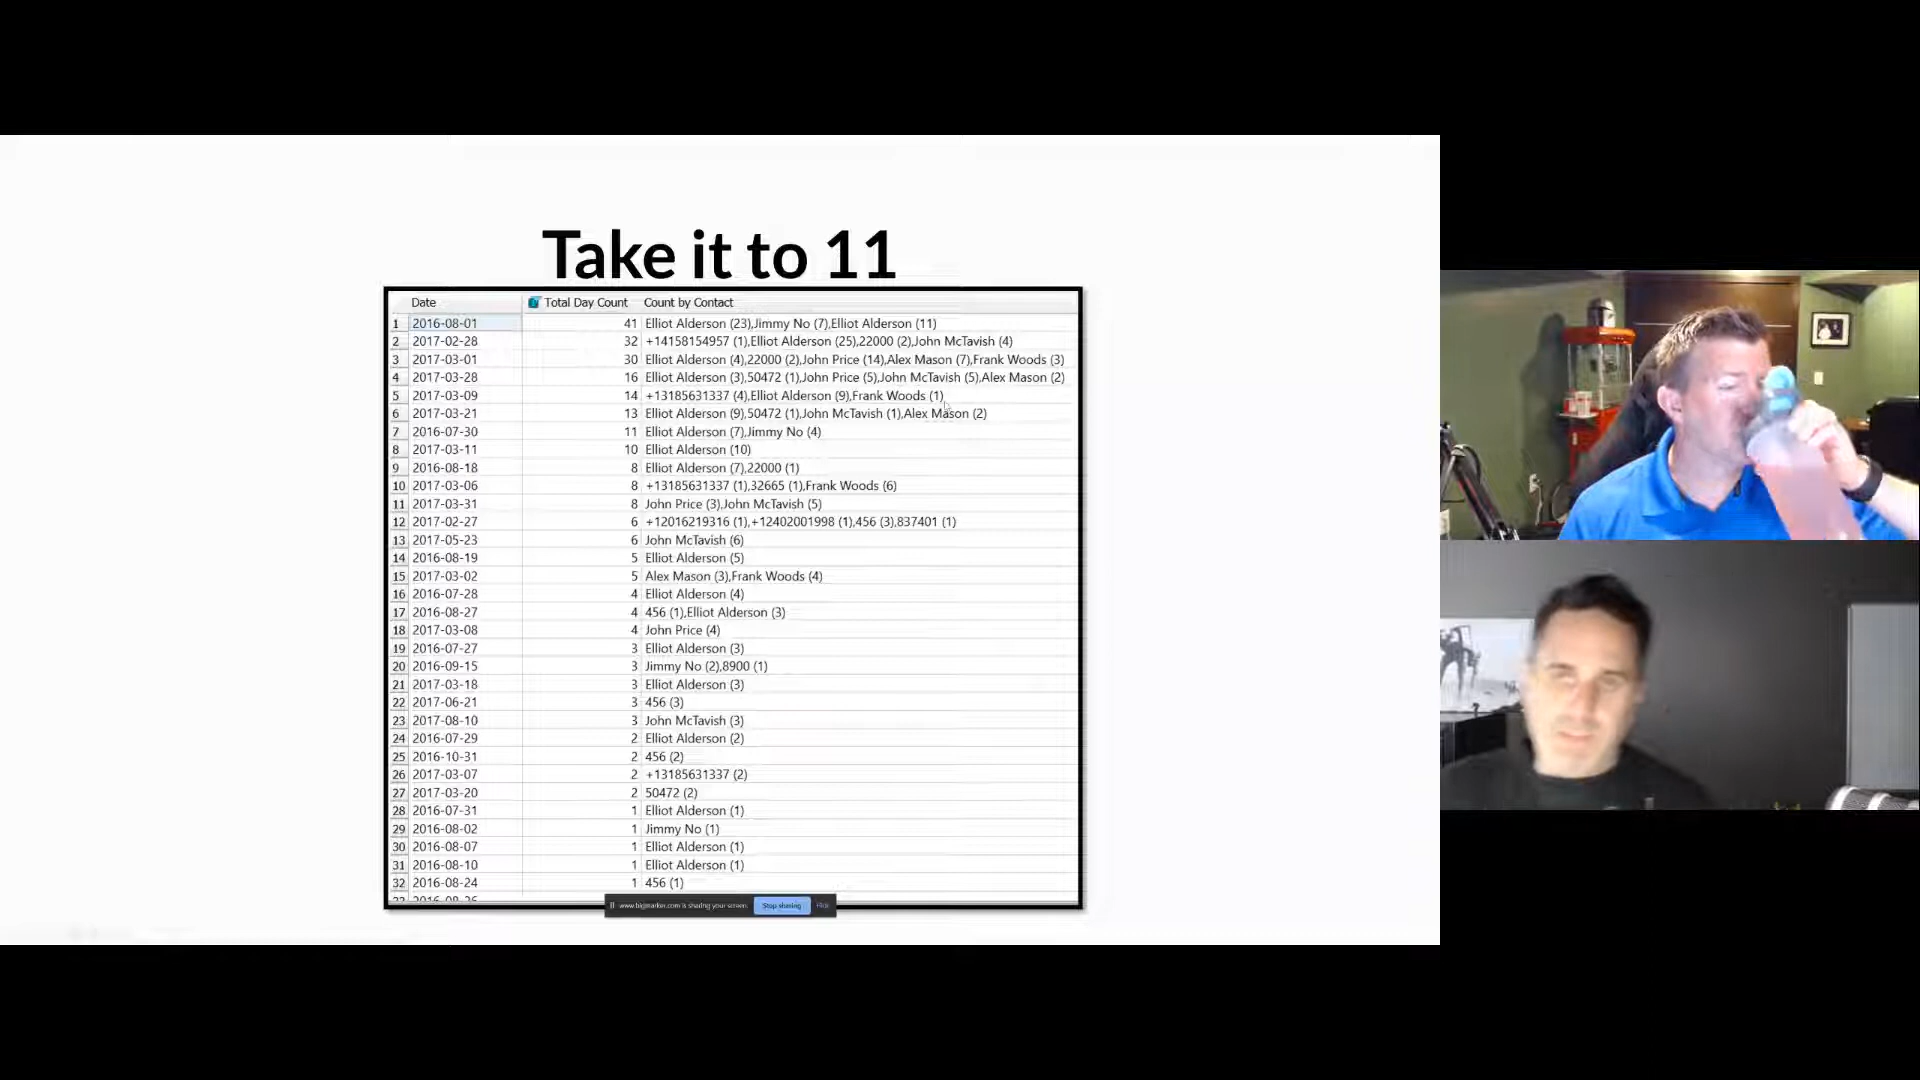 Take it to 11
Date Total Day Count Count by Contact
1 2016-08-01 41 Elliot Alderson (23),Jimmy No (7),Elliot Alderson (11)
2 2017-02-28 32 +14158154957 (1),Elliot Alderson (25),22000 (2),John McTavish (4)
3 2017-03-01 30 Elliot Alderson (4),22000 (2),John Price (14),Alex Mason (7),Frank Woods (3)
4 2017-03-28 16 Elliot Alderson (3),50472 (1),John Price (5),John McTavish (5),Alex Mason (2)
5 2017-03-09 14 +13185631337 (4),Elliot Alderson (9),Frank Woods (1)
6 2017-03-21 13 Elliot Alderson (9),50472 (1),John McTavish (1),Alex Mason (2)
7 2016-07-30 11 Elliot Alderson (7),Jimmy No (4)
8 2017-03-11 10 Elliot Alderson (10)
9 2016-08-18 8 Elliot Alderson (7),22000 (1)
10 2017-03-06 8 +13185631337 (1),32665 (1),Frank Woods (6)
11 2017-03-31 8 John Price (3),John McTavish (5)
12 2017-02-27 6 +12016219316 (1),+12402001998 (1),456 (3),837401 (1)
13 2017-05-23 6 John McTavish (6)
14 2016-08-19 5 Elliot Alderson (5)
15 2017-03-02 5 Alex Mason (3),Frank Woods (4)
16 2016-07-28 4 Elliot Alderson (4)
17 2016-08-27 4 456 (1),Elliot Alderson (3)
18 2017-03-08 4 John Price (4)
19 2016-07-27 3 Elliot Alderson (3)
20 2016-09-15 3 Jimmy No (2),8900 (1)
21 2017-03-18 3 Elliot Alderson (3)
22 2017-06-21 3 456 (3)
23 2017-08-10 3 John McTavish (3)
24 2016-07-29 2 Elliot Alderson (2)
25 2016-10-31 2 456 (2)
26 2017-03-07 2 +13185631337 (2)
27 2017-03-20 2 50472 (2)
28 2016-07-31 1 Elliot Alderson (1)
29 2016-08-02 1 Jimmy No (1)
30 2016-08-07 1 Elliot Alderson (1)
31 2016-08-10 1 Elliot Alderson (1)
32 2016-08-24 1 456 (1)
www.bigmarker.com is sharing your screen. Stop sharing Hide